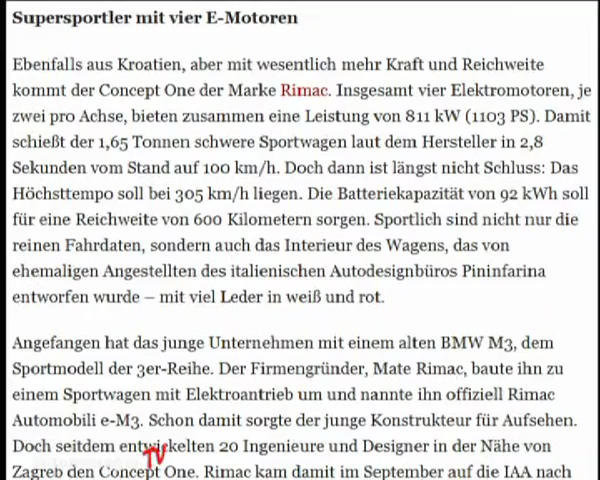 Supersportler mit vier E-Motoren
Ebenfalls aus Kroatien, aber mit wesentlich mehr Kraft und Reichweite
kommt der Concept One der Marke Rimac. Insgesamt vier Elektromotoren, je
zwei pro Achse, bieten zusammen eine Leistung von 811 kW (1103 PS). Damit
schießt der 1,65 Tonnen schwere Sportwagen laut dem Hersteller in 2,8
Sekunden vom Stand auf 100 km/h. Doch dann ist längst nicht Schluss: Das
Höchsttempo soll bei 305 km/h liegen. Die Batteriekapazität von 92 kWh soll
für eine Reichweite von 600 Kilometern sorgen. Sportlich sind nicht nur die
reinen Fahrdaten, sondern auch das Interieur des Wagens, das von
ehemaligen Angestellten des italienischen Autodesignbüros Pininfarina
entworfen wurde – mit viel Leder in weiß und rot.
Angefangen hat das junge Unternehmen mit einem alten BMW M3, dem
Sportmodell der 3er-Reihe. Der Firmengründer, Mate Rimac, baute ihn zu
einem Sportwagen mit Elektroantrieb um und nannte ihn offiziell Rimac
Automobili e-M3. Schon damit sorgte der junge Konstrukteur für Aufsehen.
Doch seitdem entwickelten 20 Ingenieure und Designer in der Nähe von
TV
Zagreb den Concept One. Rimac kam damit im September auf die IAA nach